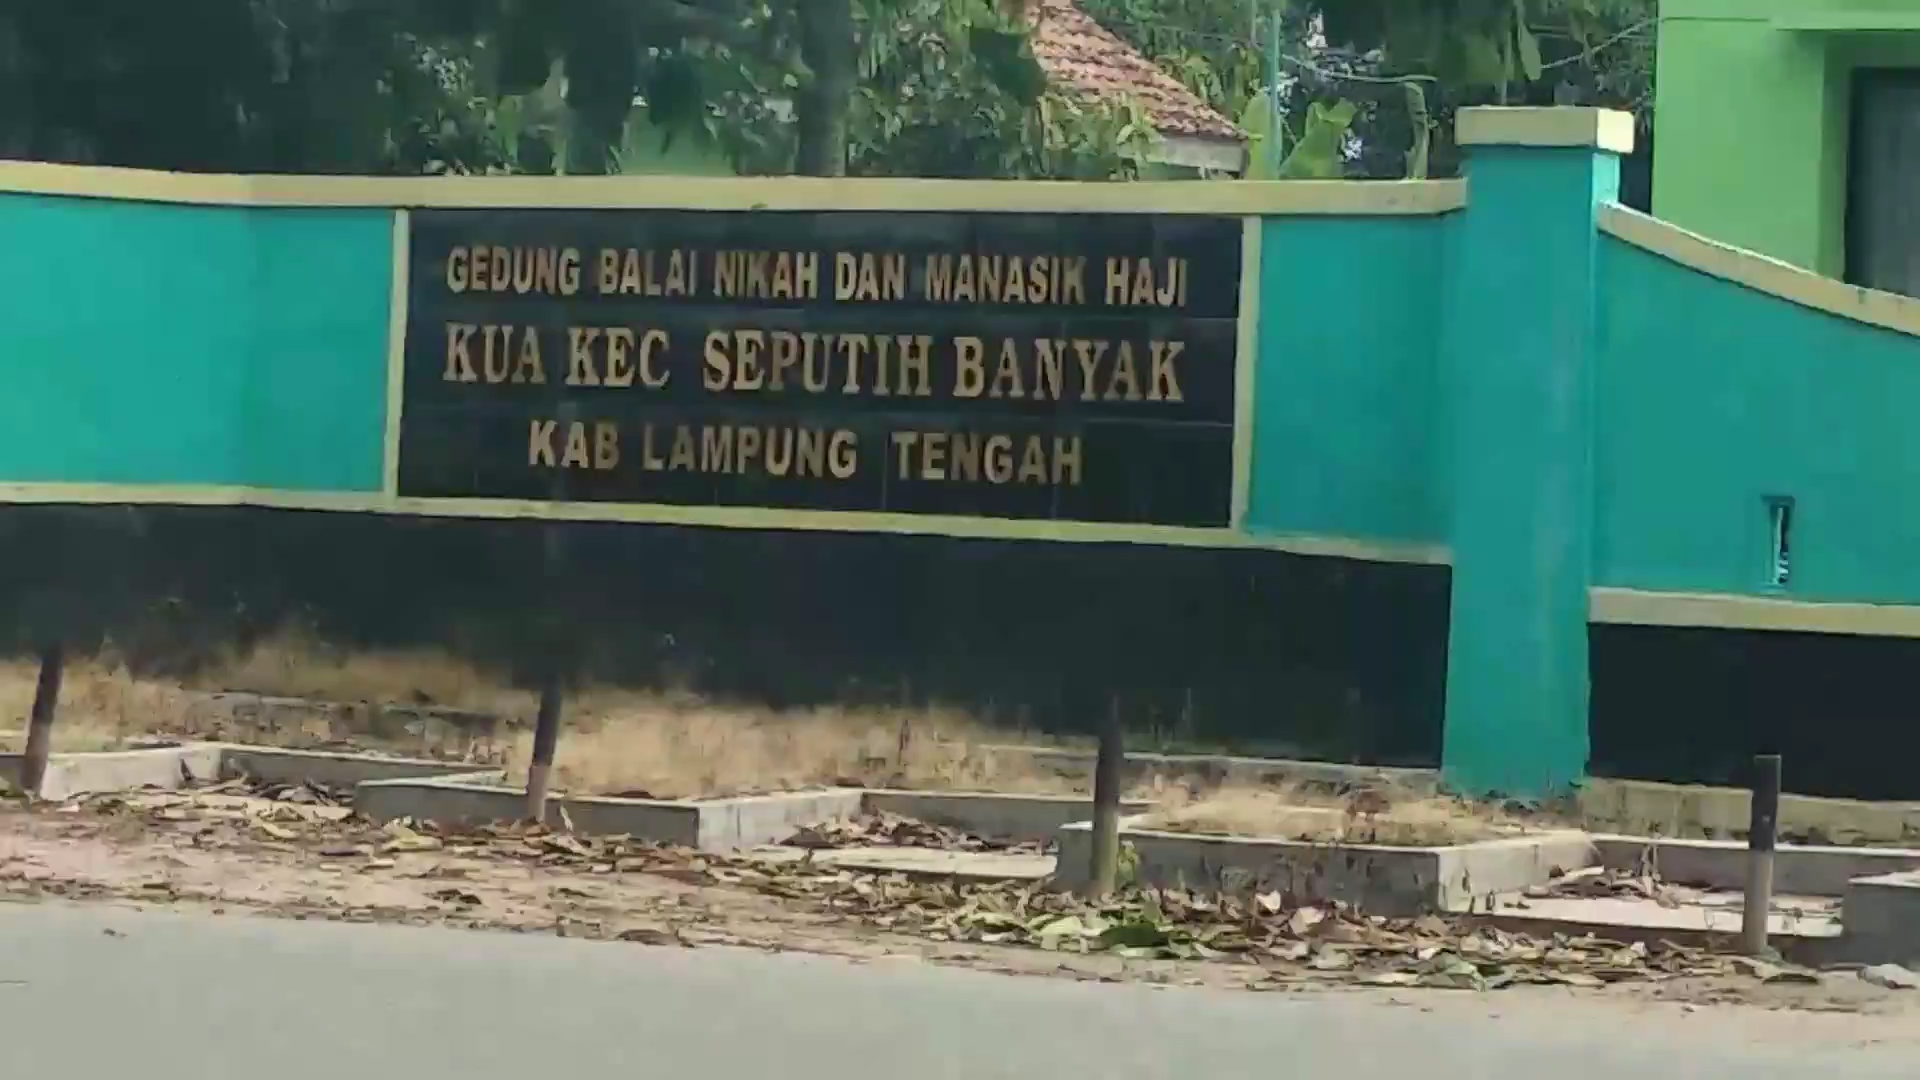 GEDUNG BALAI NIKAH DAN MANASIK HAJI
KUA KEC SEPUTIH BANYAK
KAB LAMPUNG TENGAH